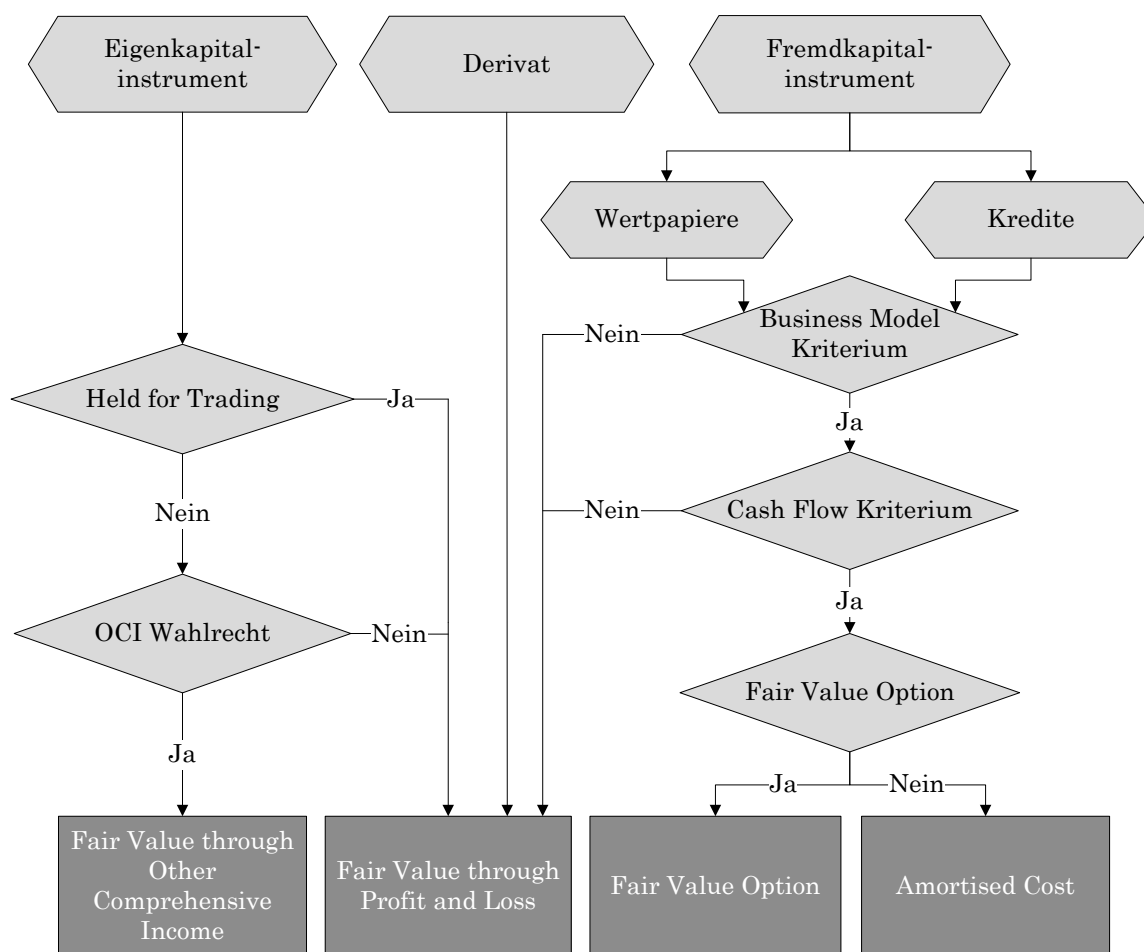 Eigenkapital-
instrument
Derivat
Fremdkapital-
instrument
Wertpapiere
Kredite
Business Model
Kriterium
Nein
Held for Trading
Ja
Ja
Nein
Cash Flow Kriterium
Nein
Ja
OCI Wahlrecht
Nein
Fair Value Option
Ja
Ja
Nein
Fair Value through
Other
Comprehensive
Income
Fair Value through
Profit and Loss
Fair Value Option
Amortised Cost